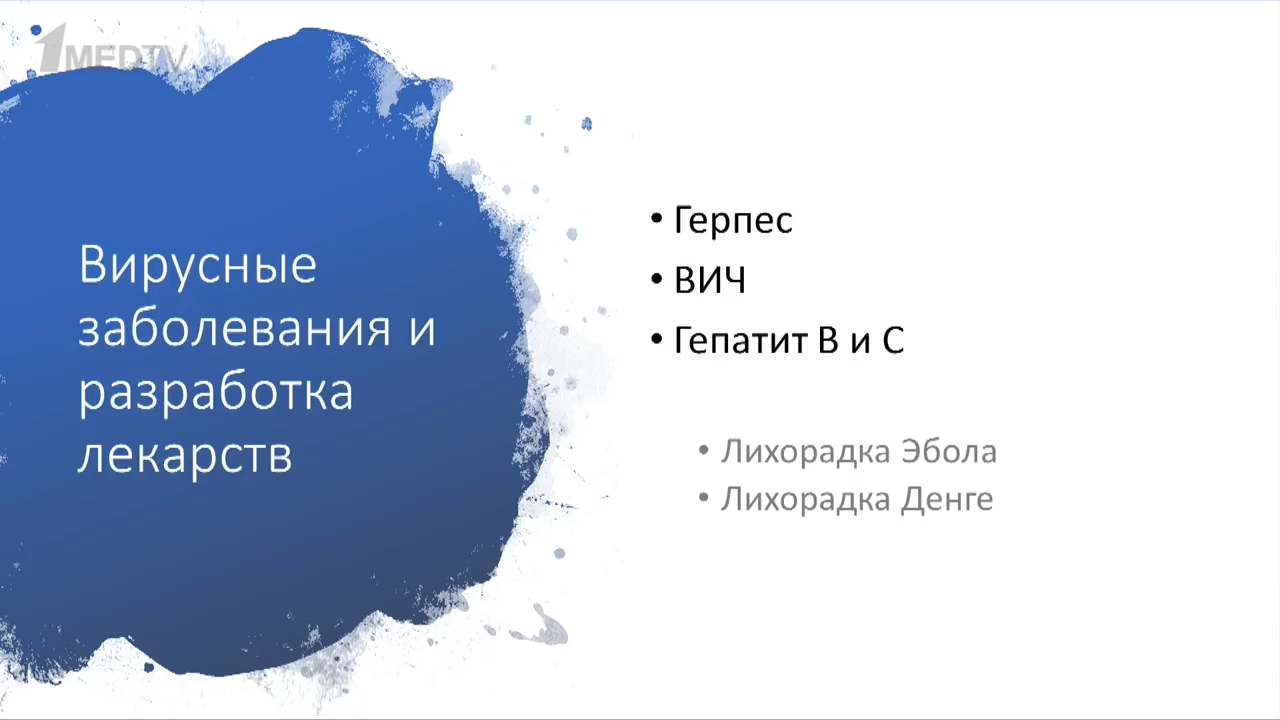 1MEDTV
Вирусные
заболевания и
разработка
лекарств
• Герпес
• ВИЧ
• Гепатит В и С
• Лихорадка Эбола
• Лихорадка Денге